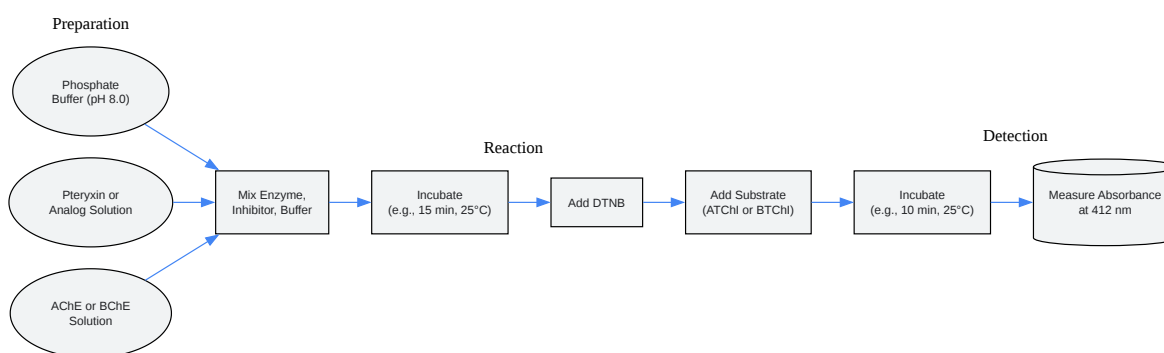 Preparation
Phosphate
Buffer (pH 8.0)
Pteryxin or
Analog Solution
AChE or BChE
Solution
Mix Enzyme,
Inhibitor, Buffer
Reaction
Incubate
(e.g., 15 min, 25°C)
Add DTNB
Add Substrate
(ATChI or BTChI)
Incubate
(e.g., 10 min, 25°C)
Detection
Measure Absorbance
at 412 nm